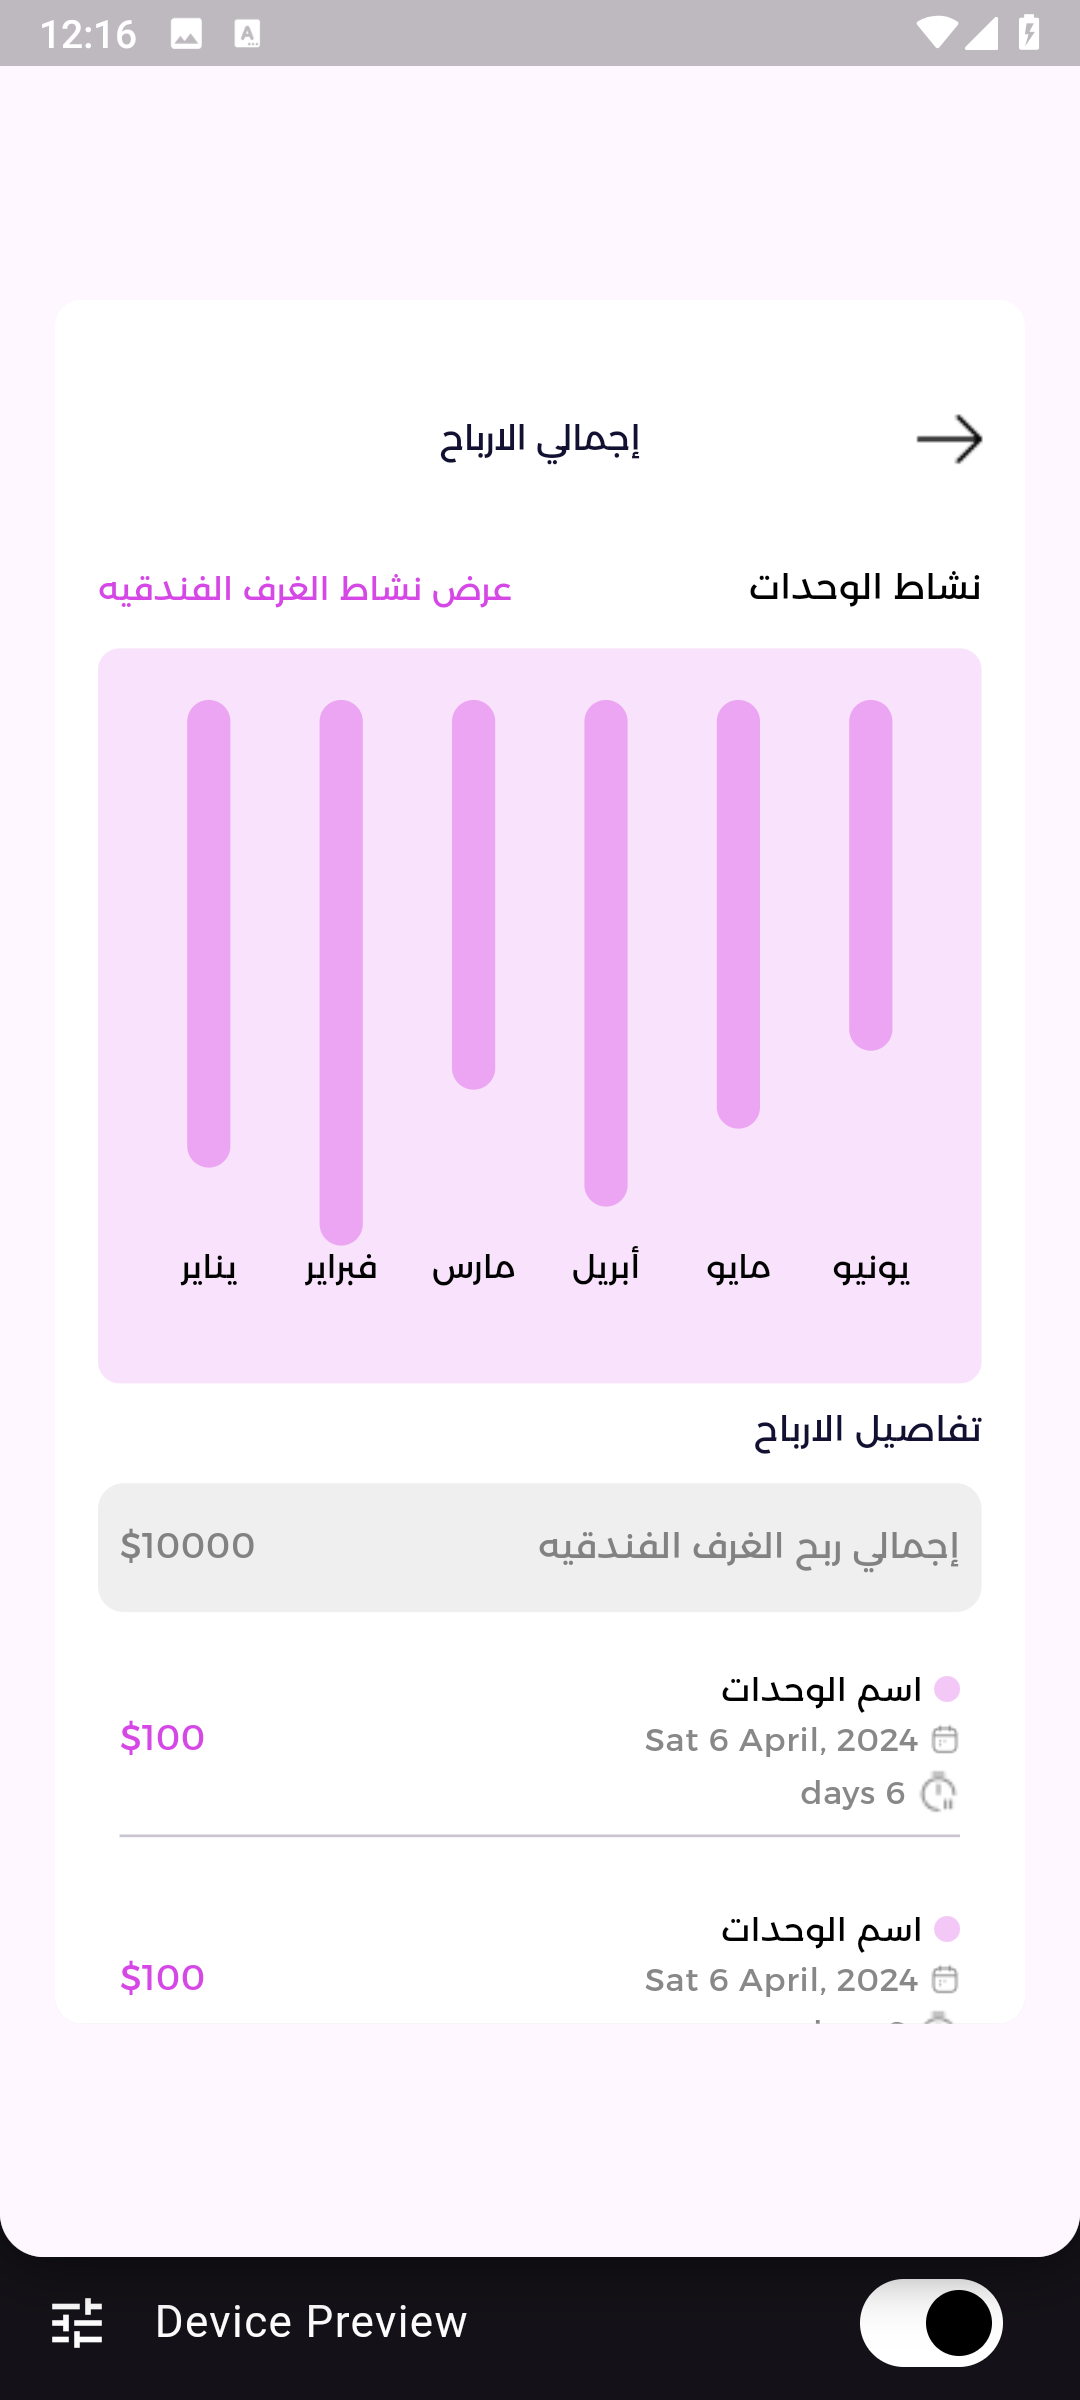 12:16
إجمالي الارباح
نشاط الوحدات
عرض نشاط الغرف الفندقيه
يناير فبراير مارس أبريل مايو يونيو
تفاصيل الارباح
إجمالي ربح الغرف الفندقيه
$10000
اسم الوحدات
Sat 6 April, 2024
$100
days 6
اسم الوحدات
Sat 6 April, 2024
$100
Device Preview